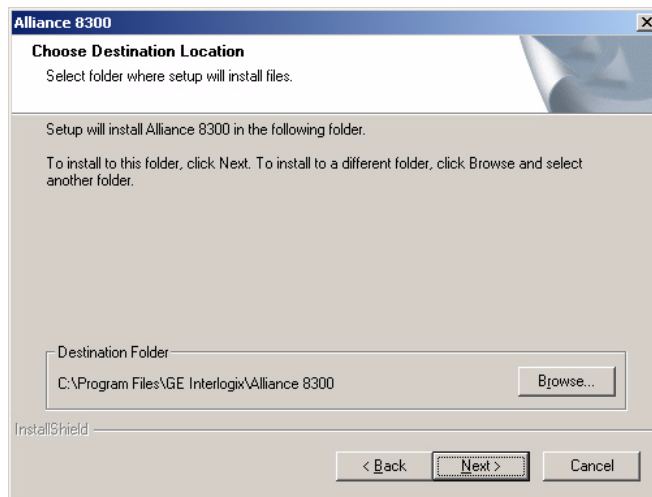 Alliance 8300
Choose Destination Location
Select folder where setup will install files.
Setup will install Alliance 8300 in the following folder.
To install to this folder, click Next. To install to a different folder, click Browse and select
another folder.
Destination Folder
C:\Program Files\GE Interlogix\Alliance 8300
Browse...
InstallShield
< Back
Next >
Cancel